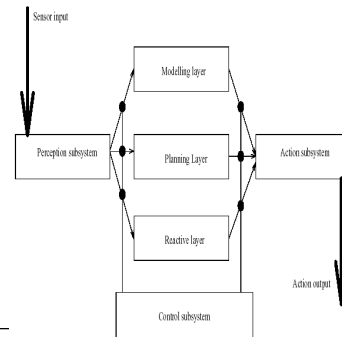 Sensor input
Modelling layer
Perception subsystem
Planning Layer
Action subsystem
Reactive layer
Action output
Control subsystem